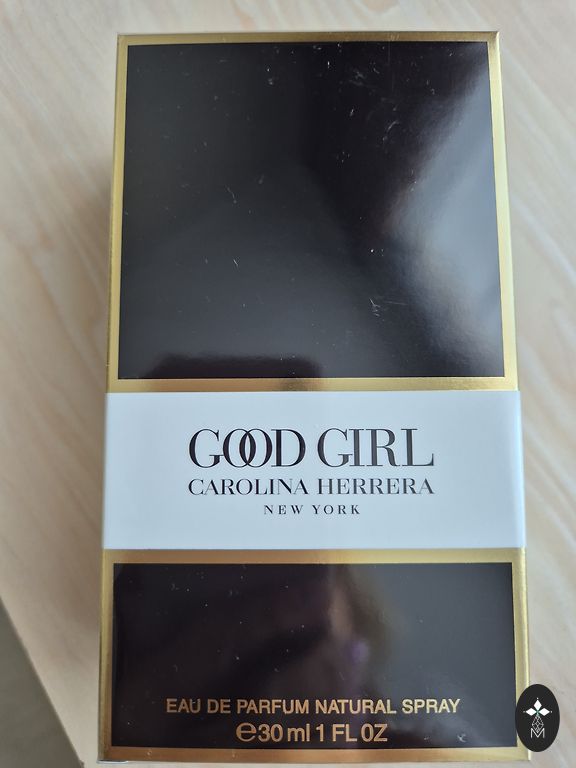 GOOD GIRL
CAROLINA HERRERA
NEW YORK
EAU DE PARFUM NATURAL SPRAY
℮30 ml 1 FL OZ